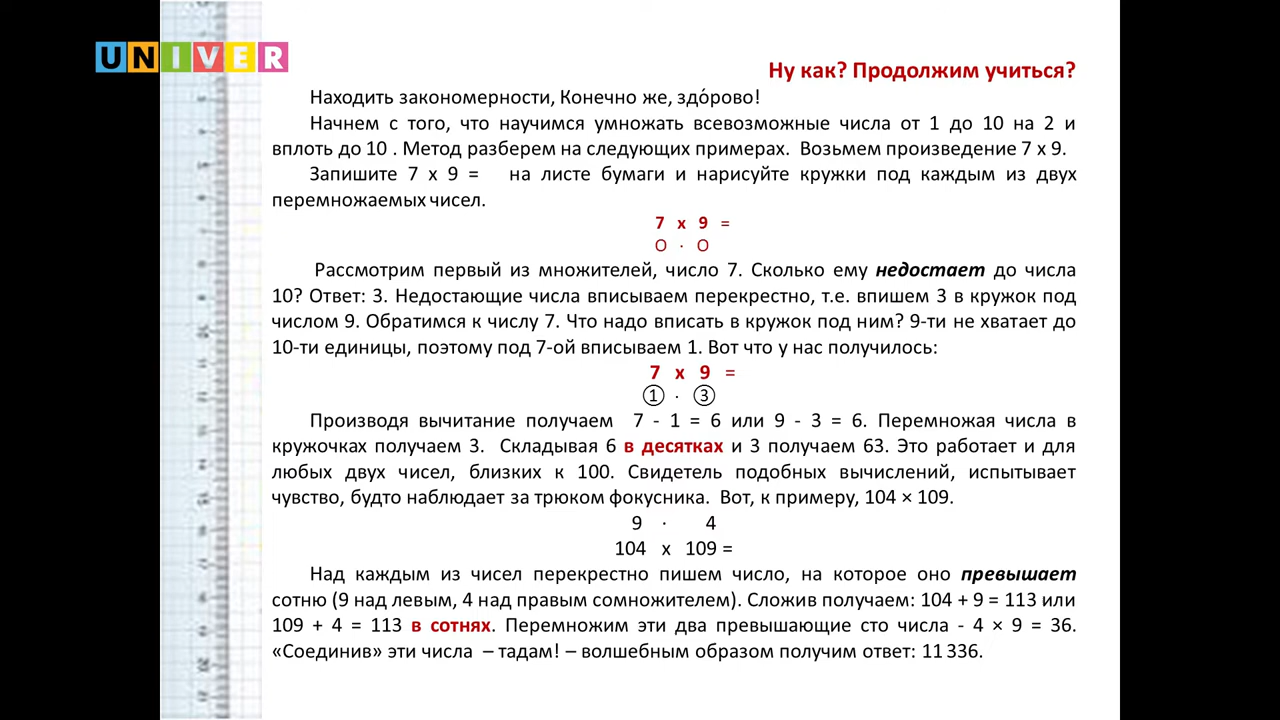 UNIVER
Ну как? Продолжим учиться?
Находить закономерности, Конечно же, здо́рово!
Начнем с того, что научимся умножать всевозможные числа от 1 до 10 на 2 и
вплоть до 10 . Метод разберем на следующих примерах. Возьмем произведение 7 х 9.
Запишите 7 х 9 = на листе бумаги и нарисуйте кружки под каждым из двух
перемножаемых чисел.
7 х 9 =
О · О
Рассмотрим первый из множителей, число 7. Сколько ему недостает до числа
10? Ответ: 3. Недостающие числа вписываем перекрестно, т.е. впишем 3 в кружок под
числом 9. Обратимся к числу 7. Что надо вписать в кружок под ним? 9-ти не хватает до
10-ти единицы, поэтому под 7-ой вписываем 1. Вот что у нас получилось:
7 х 9 =
① · ③
Производя вычитание получаем 7 - 1 = 6 или 9 - 3 = 6. Перемножая числа в
кружочках получаем 3. Складывая 6 в десятках и 3 получаем 63. Это работает и для
любых двух чисел, близких к 100. Свидетель подобных вычислений, испытывает
чувство, будто наблюдает за трюком фокусника. Вот, к примеру, 104 × 109.
9 · 4
104 х 109 =
Над каждым из чисел перекрестно пишем число, на которое оно превышает
сотню (9 над левым, 4 над правым сомножителем). Сложив получаем: 104 + 9 = 113 или
109 + 4 = 113 в сотнях. Перемножим эти два превышающие сто числа - 4 × 9 = 36.
«Соединив» эти числа – тадам! – волшебным образом получим ответ: 11 336.